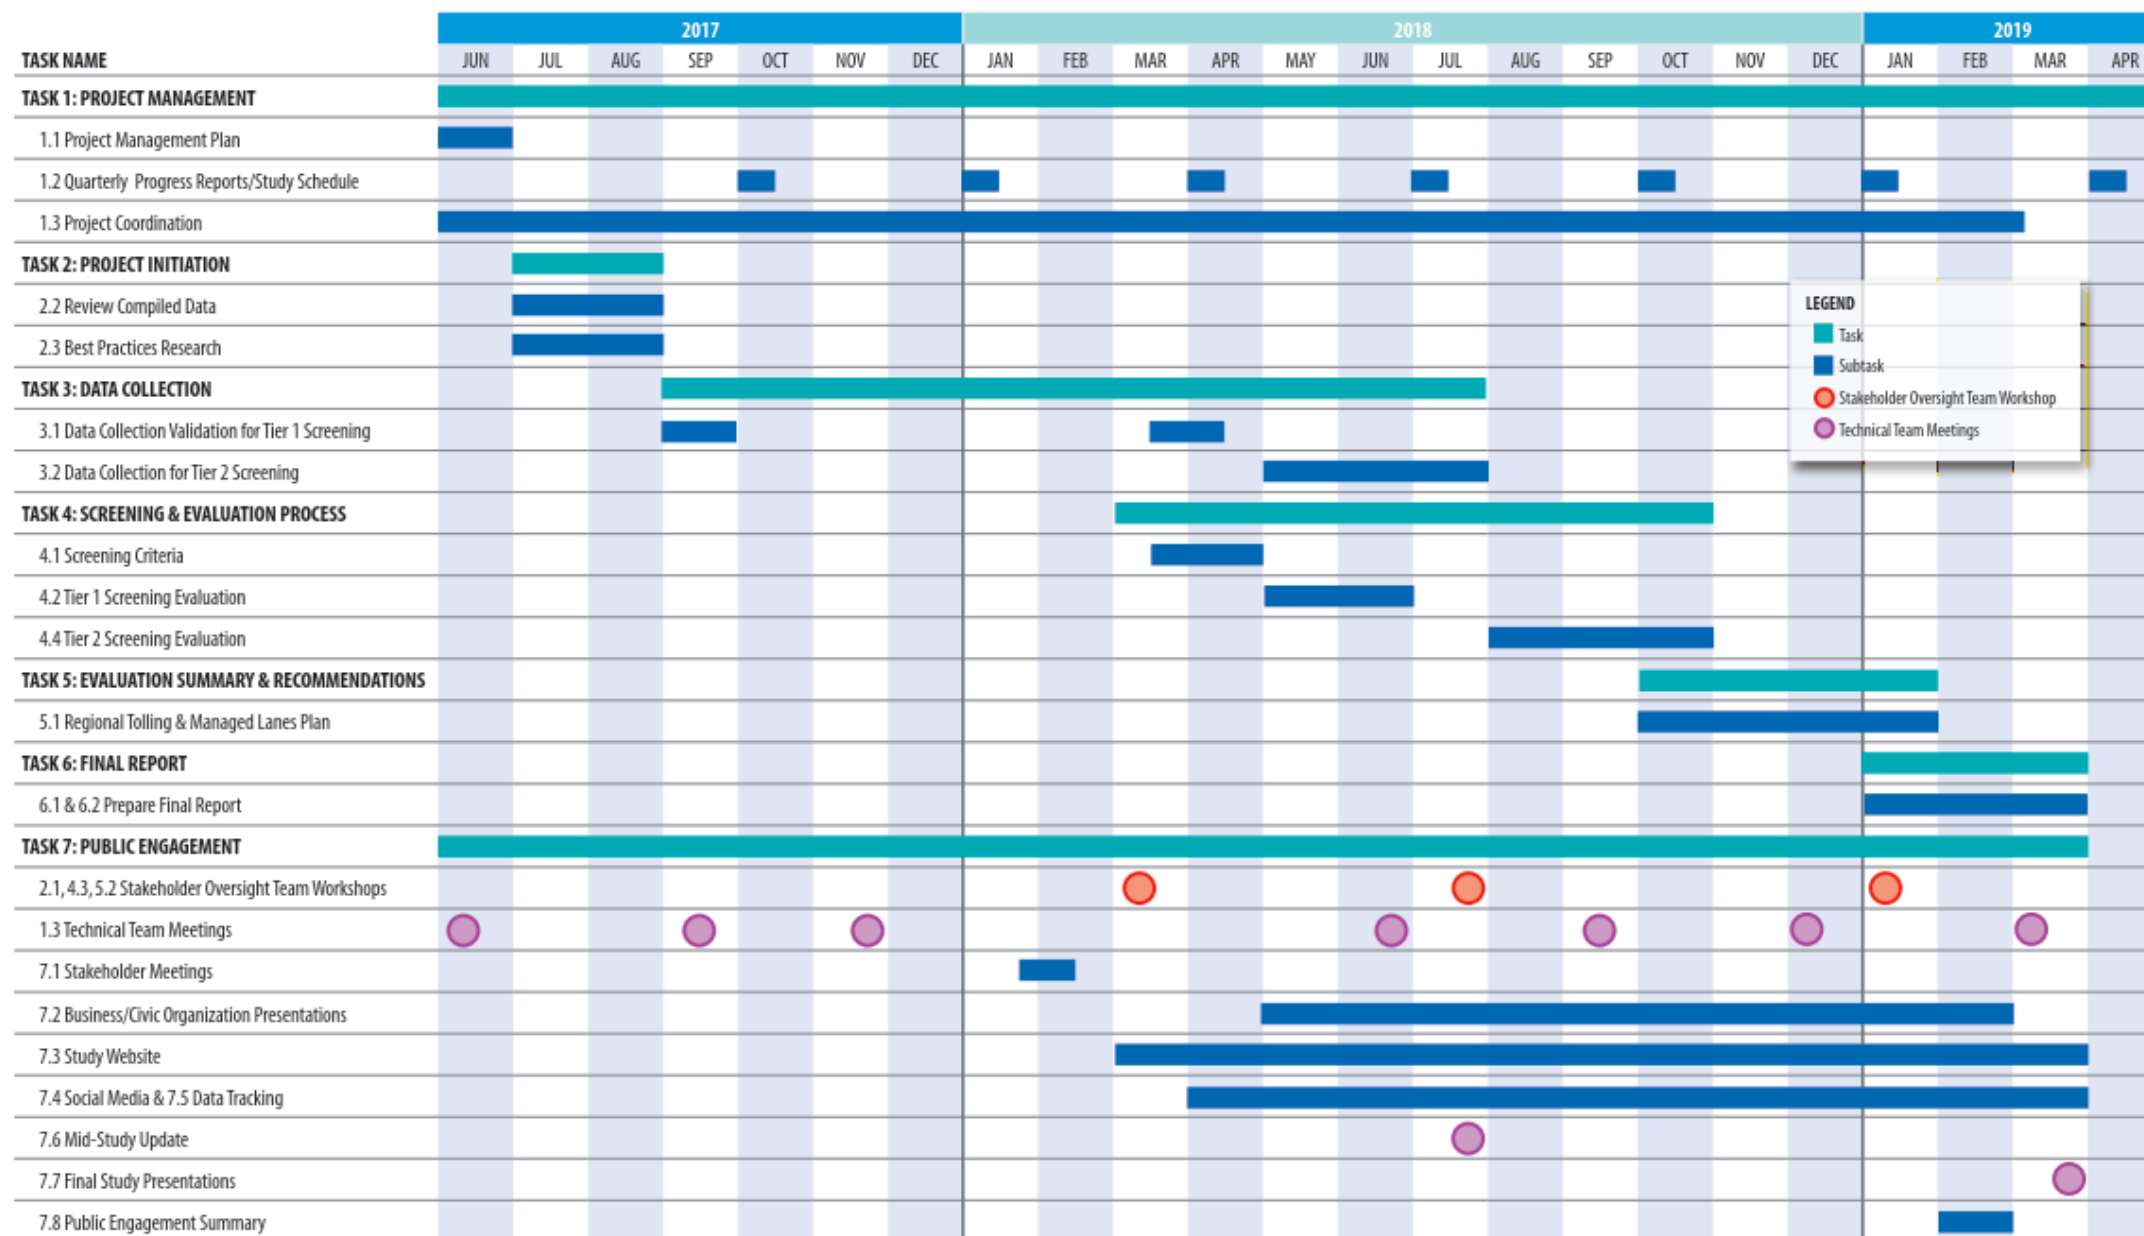 2017 2018 2019
TASK NAME JUN JUL AUG SEP OCT NOV DEC JAN FEB MAR APR MAY JUN JUL AUG SEP OCT NOV DEC JAN FEB MAR APR
TASK 1: PROJECT MANAGEMENT
1.1 Project Management Plan
1.2 Quarterly Progress Reports/Study Schedule
1.3 Project Coordination
TASK 2: PROJECT INITIATION
2.2 Review Compiled Data
2.3 Best Practices Research
TASK 3: DATA COLLECTION
3.1 Data Collection Validation for Tier 1 Screening
3.2 Data Collection for Tier 2 Screening
TASK 4: SCREENING & EVALUATION PROCESS
4.1 Screening Criteria
4.2 Tier 1 Screening Evaluation
4.4 Tier 2 Screening Evaluation
TASK 5: EVALUATION SUMMARY & RECOMMENDATIONS
5.1 Regional Tolling & Managed Lanes Plan
TASK 6: FINAL REPORT
6.1 & 6.2 Prepare Final Report
TASK 7: PUBLIC ENGAGEMENT
2.1, 4.3, 5.2 Stakeholder Oversight Team Workshops
1.3 Technical Team Meetings
7.1 Stakeholder Meetings
7.2 Business/Civic Organization Presentations
7.3 Study Website
7.4 Social Media & 7.5 Data Tracking
7.6 Mid-Study Update
7.7 Final Study Presentations
7.8 Public Engagement Summary
LEGEND
Task
Subtask
Stakeholder Oversight Team Workshop
Technical Team Meetings